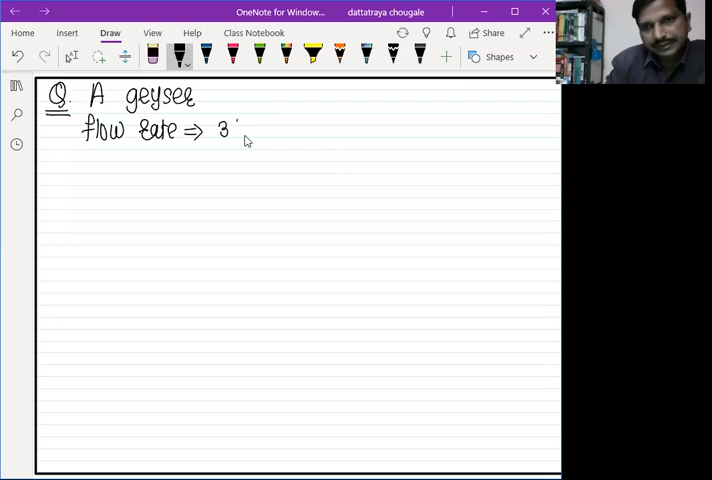 OneNote for Window...
dattatraya chougale
Home Insert Draw View Help Class Notebook Share
Shapes
Q. A geyser
flow rate ⇒ 3